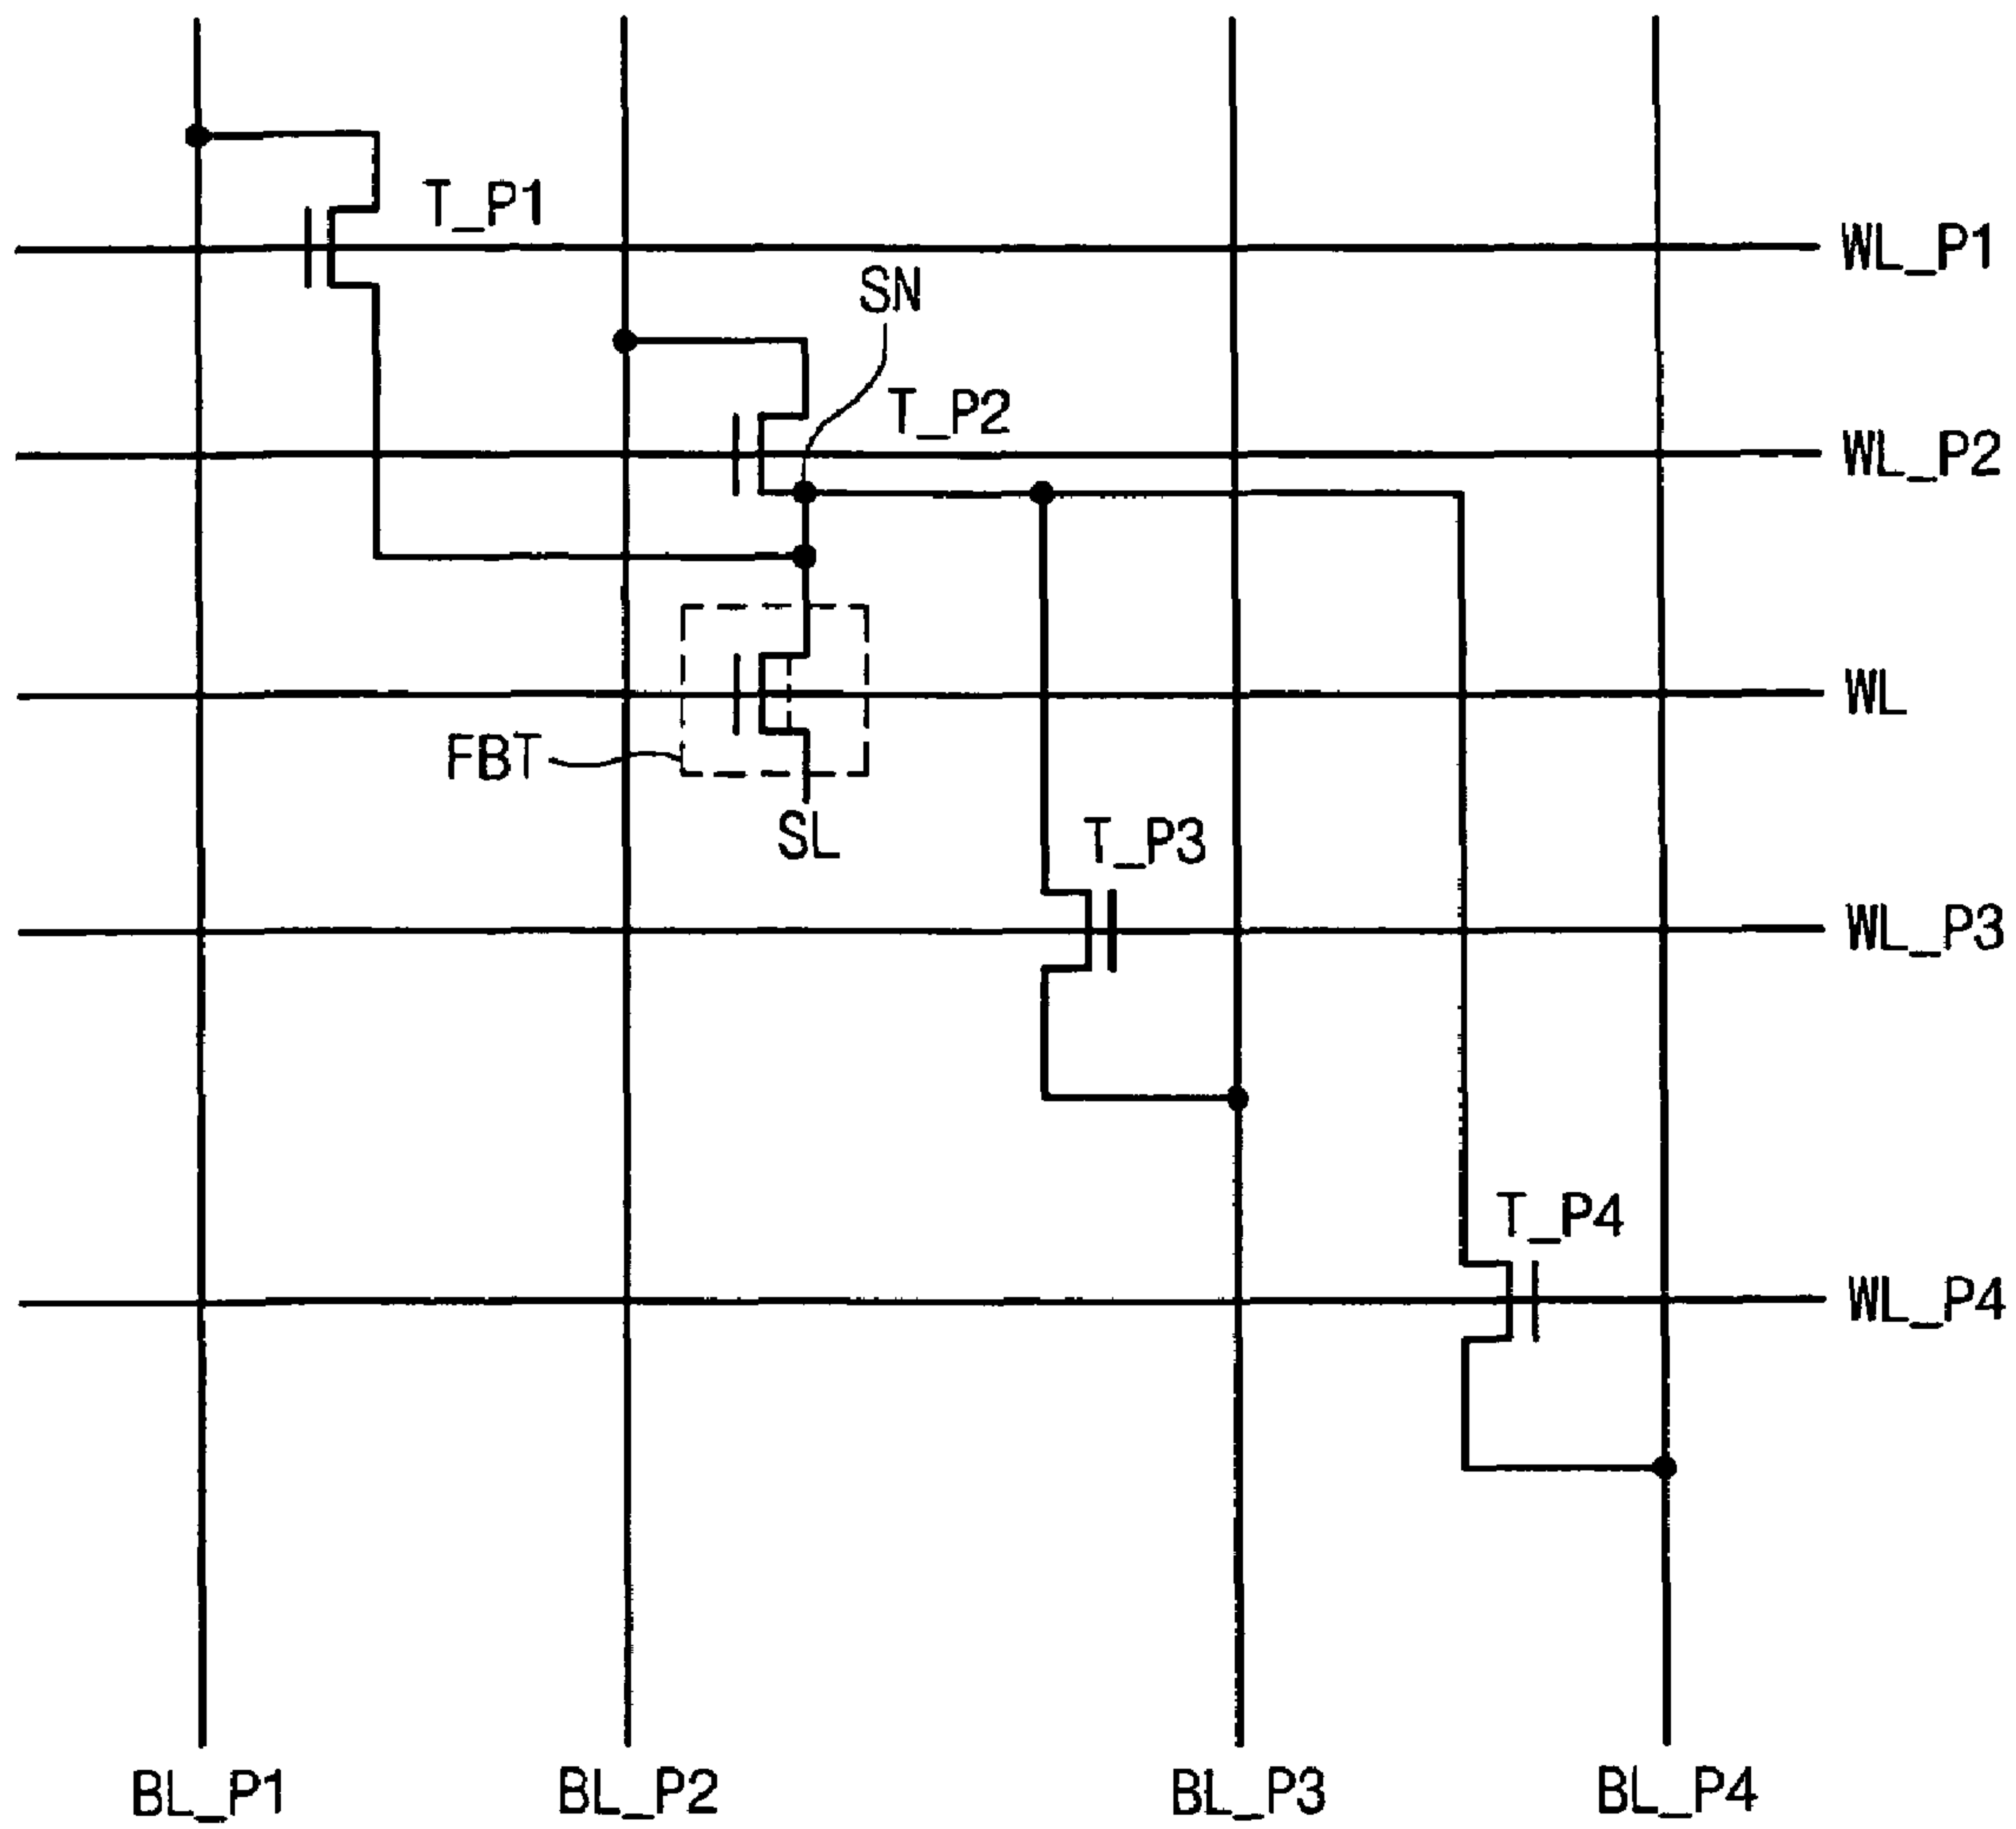 T_P1
WL_P1
SN
T_P2
WL_P2
WL
FBT
SL
T_P3
WL_P3
T_P4
WL_P4
BL_P1
BL_P2
BL_P3
BL_P4